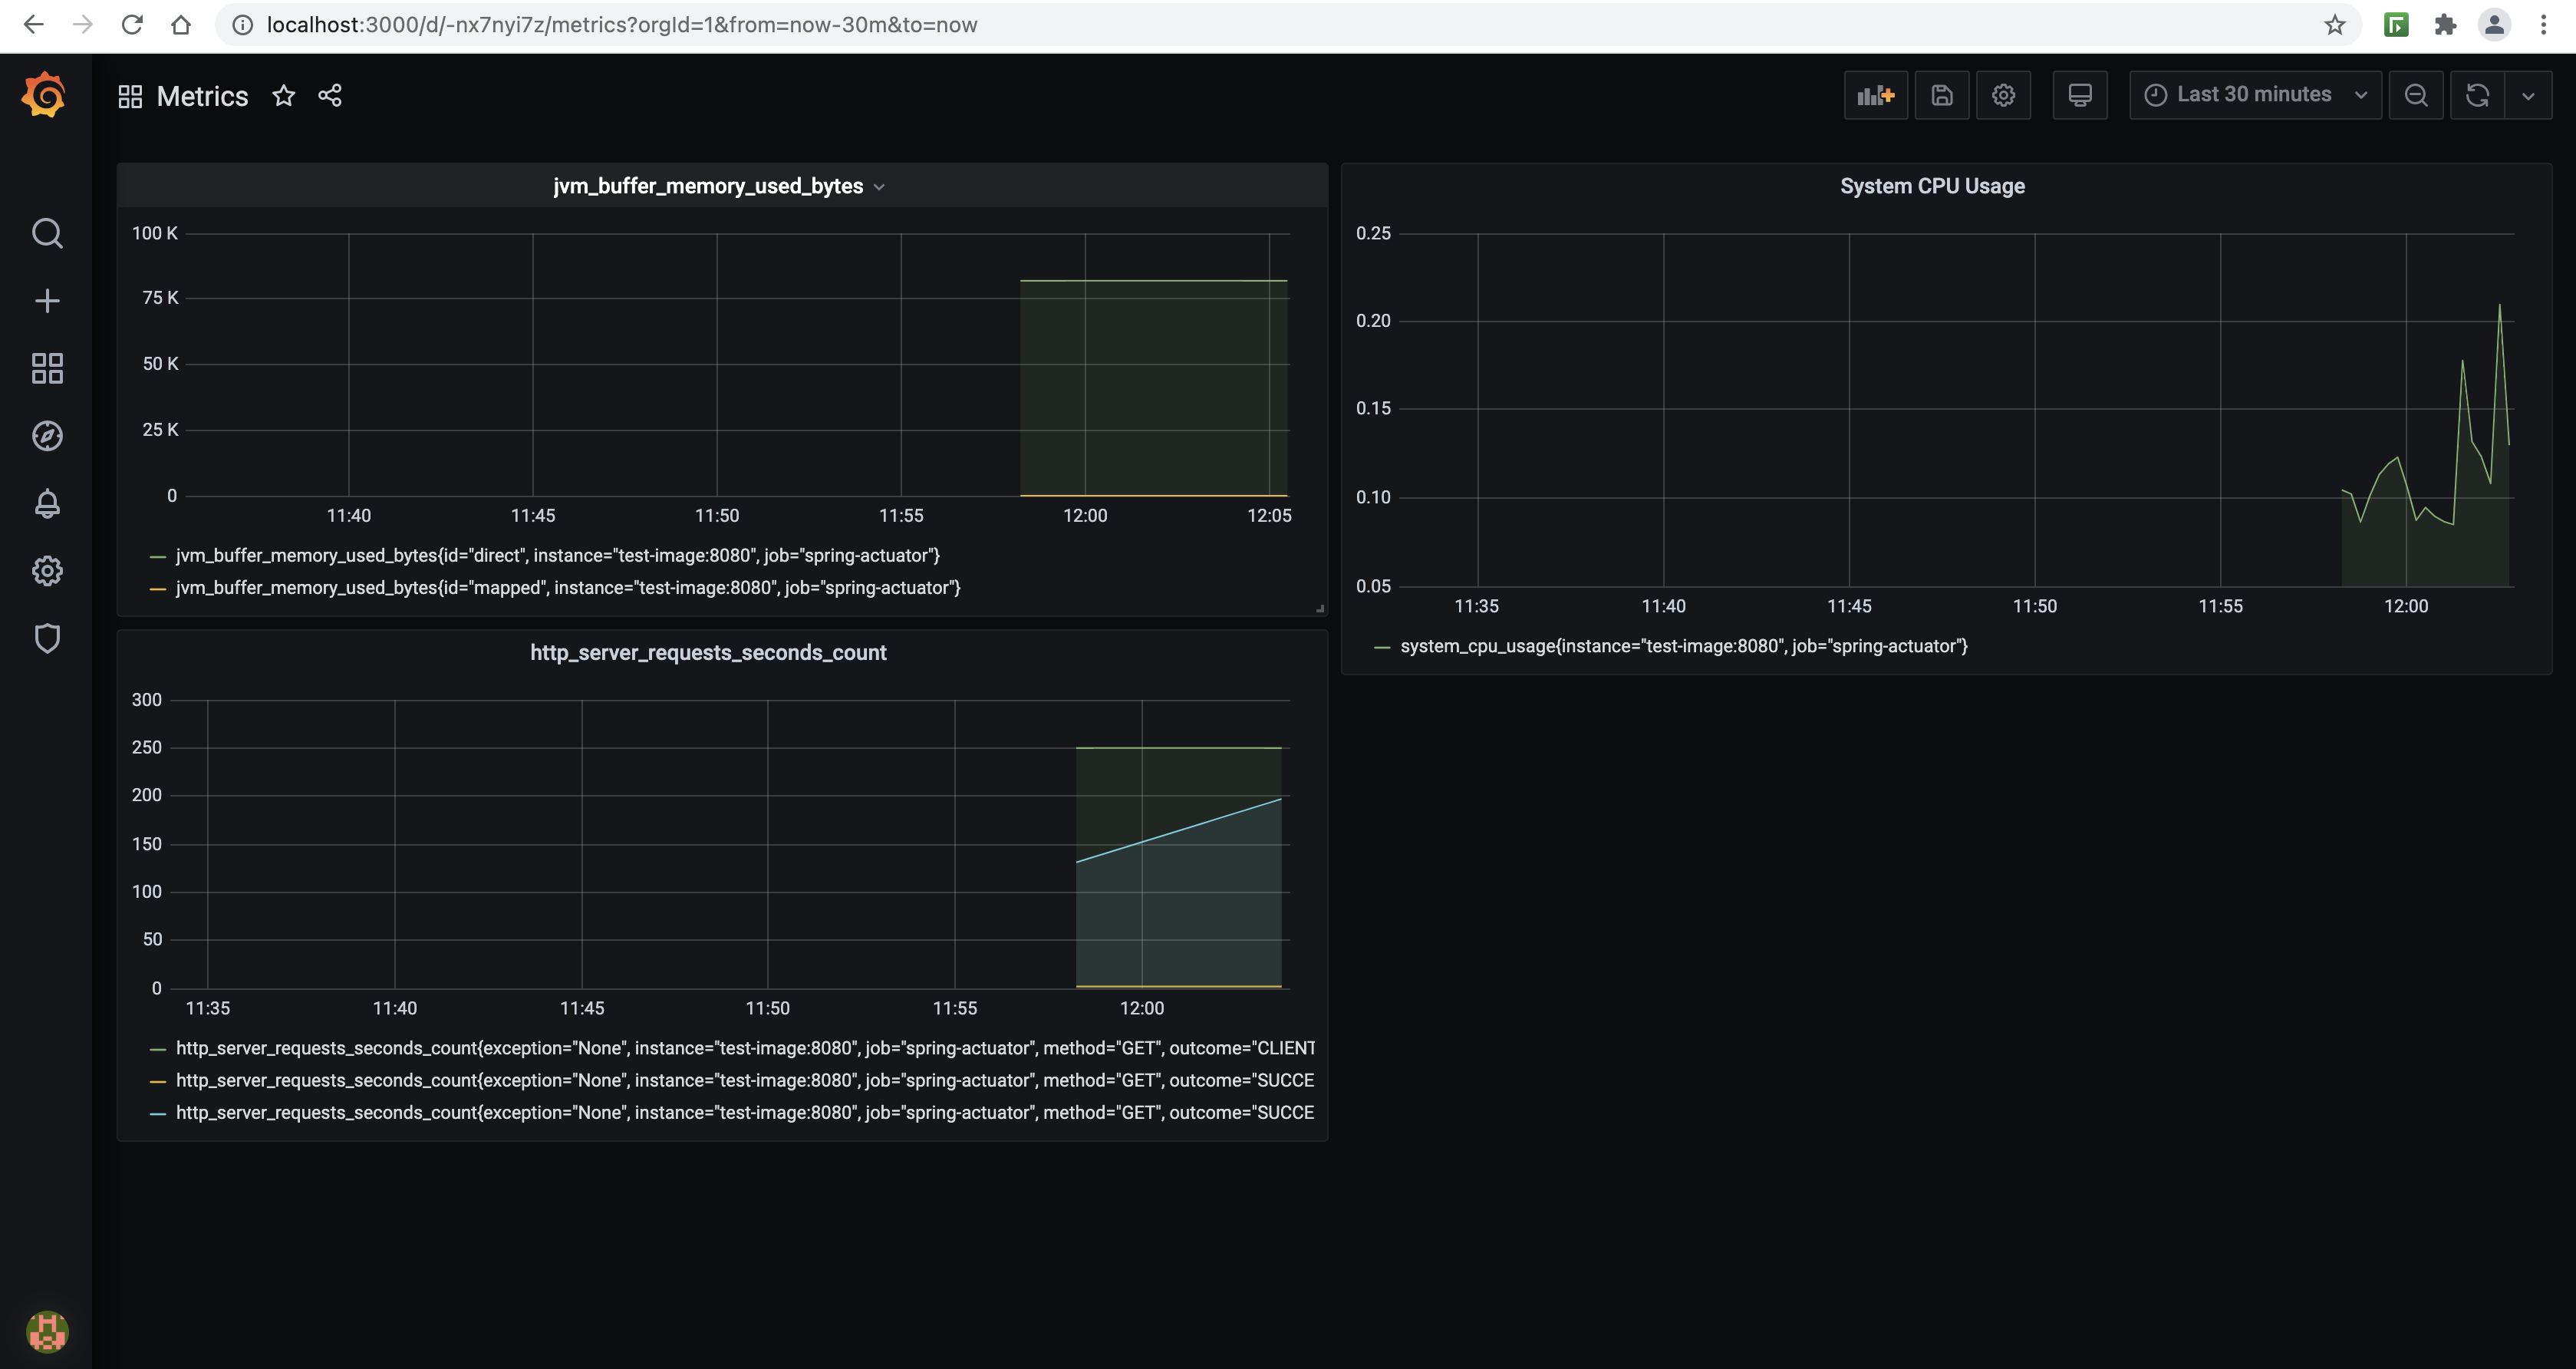 localhost:3000/d/-nx7nyi7z/metrics?orgId=1&from=now-30m&to=now
Metrics
Last 30 minutes
jvm_buffer_memory_used_bytes
100 K
75 K
50 K
25 K
0
11:40 11:45 11:50 11:55 12:00 12:05
jvm_buffer_memory_used_bytes{id="direct", instance="test-image:8080", job="spring-actuator"}
jvm_buffer_memory_used_bytes{id="mapped", instance="test-image:8080", job="spring-actuator"}
System CPU Usage
0.25
0.20
0.15
0.10
0.05
11:35 11:40 11:45 11:50 11:55 12:00
system_cpu_usage{instance="test-image:8080", job="spring-actuator"}
http_server_requests_seconds_count
300
250
200
150
100
50
0
11:35 11:40 11:45 11:50 11:55 12:00
http_server_requests_seconds_count{exception="None", instance="test-image:8080", job="spring-actuator", method="GET", outcome="CLIENT
http_server_requests_seconds_count{exception="None", instance="test-image:8080", job="spring-actuator", method="GET", outcome="SUCCE
http_server_requests_seconds_count{exception="None", instance="test-image:8080", job="spring-actuator", method="GET", outcome="SUCCE